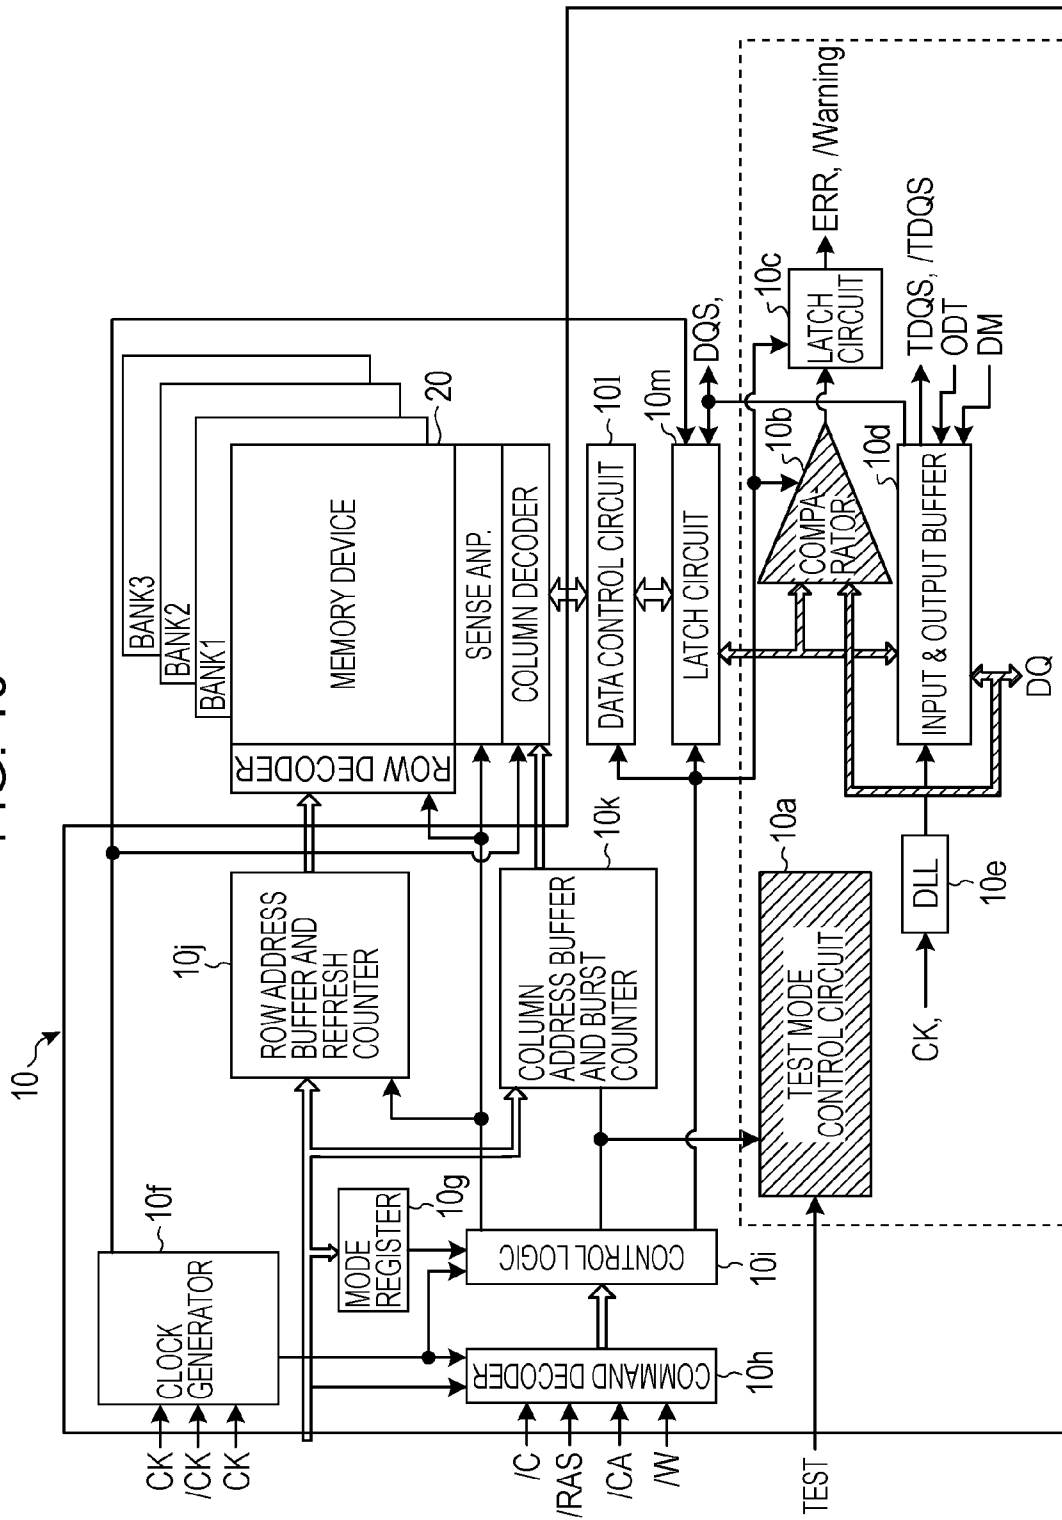 10
CK
/CK
CK
CLOCK
GENERATOR
10f
/C
/RAS
/CA
/W
COMMAND DECODER
10h
MODE
REGISTER
10g
CONTROL LOGIC
10i
ROW ADDRESS
BUFFER AND
REFRESH
COUNTER
10j
COLUMN
ADDRESS BUFFER
AND BURST
COUNTER
10k
BANK3
BANK2
BANK1
MEMORY DEVICE
20
ROW DECODER
SENSE ANP.
COLUMN DECODER
DATA CONTROL CIRCUIT
10l
LATCH CIRCUIT
10m
DQS,
TEST
TEST MODE
CONTROL CIRCUIT
10a
CK,
DLL
10e
COMPA-
RATOR
10b
LATCH
CIRCUIT
10c
ERR, /Warning
INPUT & OUTPUT BUFFER
10d
TDQS, /TDQS
ODT
DM
DQ